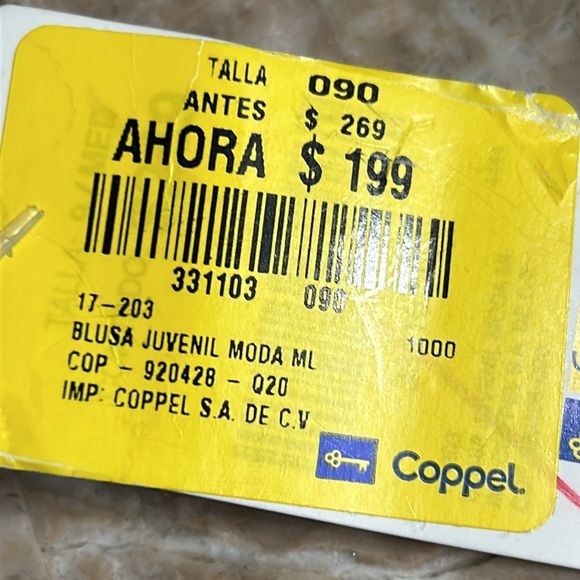 TALLA 090
ANTES $ 269
AHORA $ 199
331103 090
17-203
BLUSA JUVENIL MODA ML 1000
COP - 920428 - Q20
IMP: COPPEL S.A. DE C.V
Coppel.